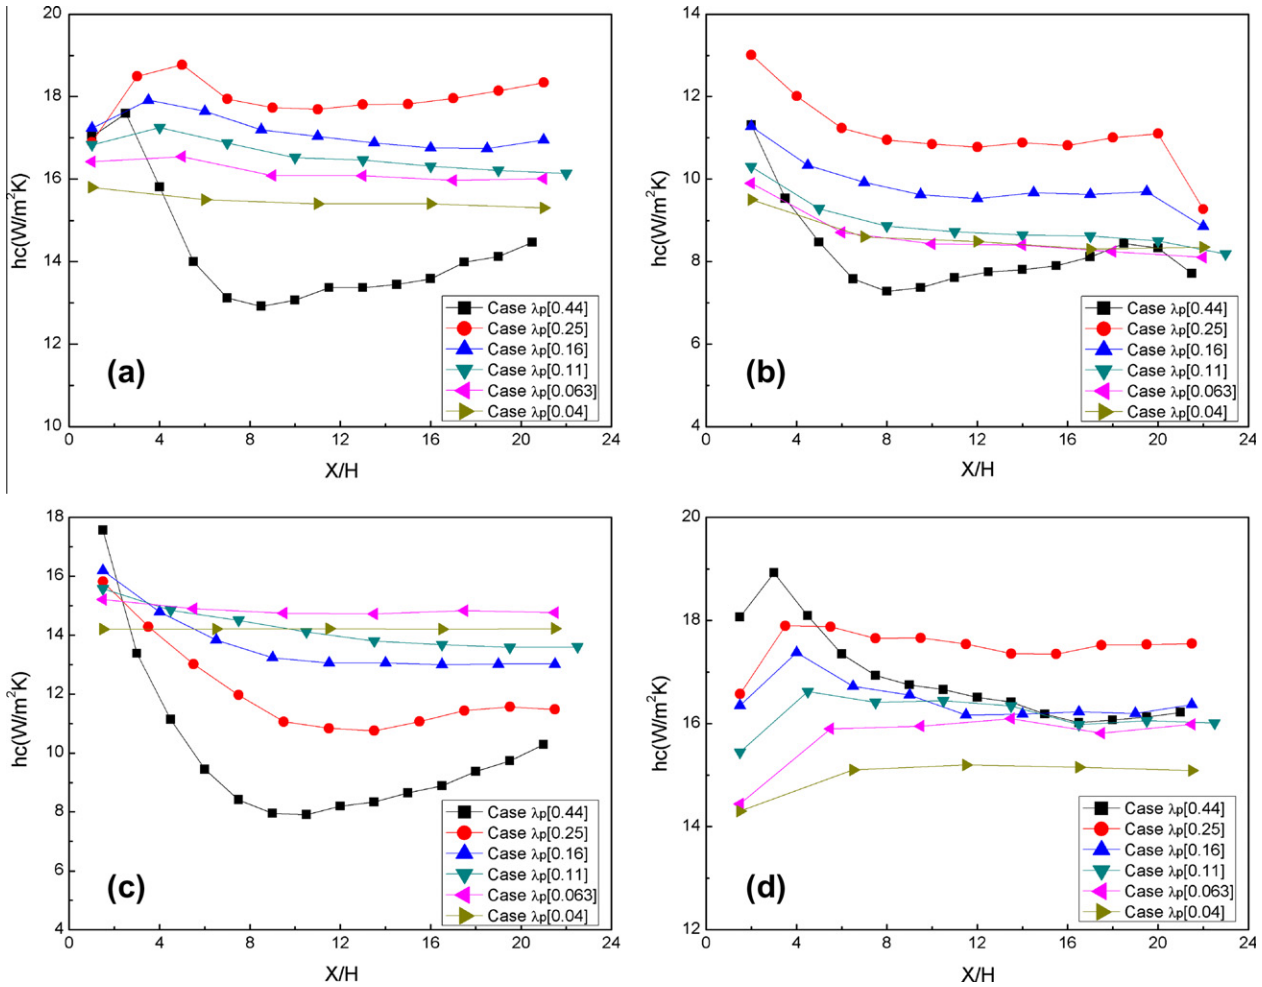 20
18
16
14
12
10
hc(W/m²K)
0 4 8 12 16 20 24
X/H
(a)
Case λp[0.44]
Case λp[0.25]
Case λp[0.16]
Case λp[0.11]
Case λp[0.063]
Case λp[0.04]
14
12
10
8
6
4
hc(W/m²K)
0 4 8 12 16 20 24
X/H
(b)
Case λp[0.44]
Case λp[0.25]
Case λp[0.16]
Case λp[0.11]
Case λp[0.063]
Case λp[0.04]
18
16
14
12
10
8
6
4
hc(W/m²K)
0 4 8 12 16 20 24
X/H
(c)
Case λp[0.44]
Case λp[0.25]
Case λp[0.16]
Case λp[0.11]
Case λp[0.063]
Case λp[0.04]
20
18
16
14
12
hc(W/m²K)
0 4 8 12 16 20 24
X/H
(d)
Case λp[0.44]
Case λp[0.25]
Case λp[0.16]
Case λp[0.11]
Case λp[0.063]
Case λp[0.04]